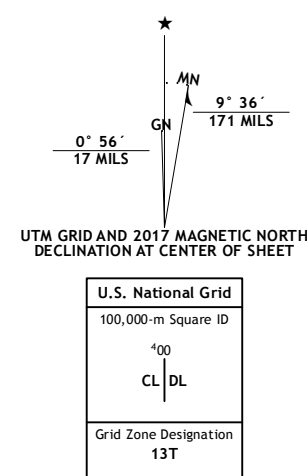 ★
MN
GN
9° 36´
171 MILS
0° 56´
17 MILS
UTM GRID AND 2017 MAGNETIC NORTH
DECLINATION AT CENTER OF SHEET
U.S. National Grid
100,000-m Square ID
⁴00
CL DL
Grid Zone Designation
13T